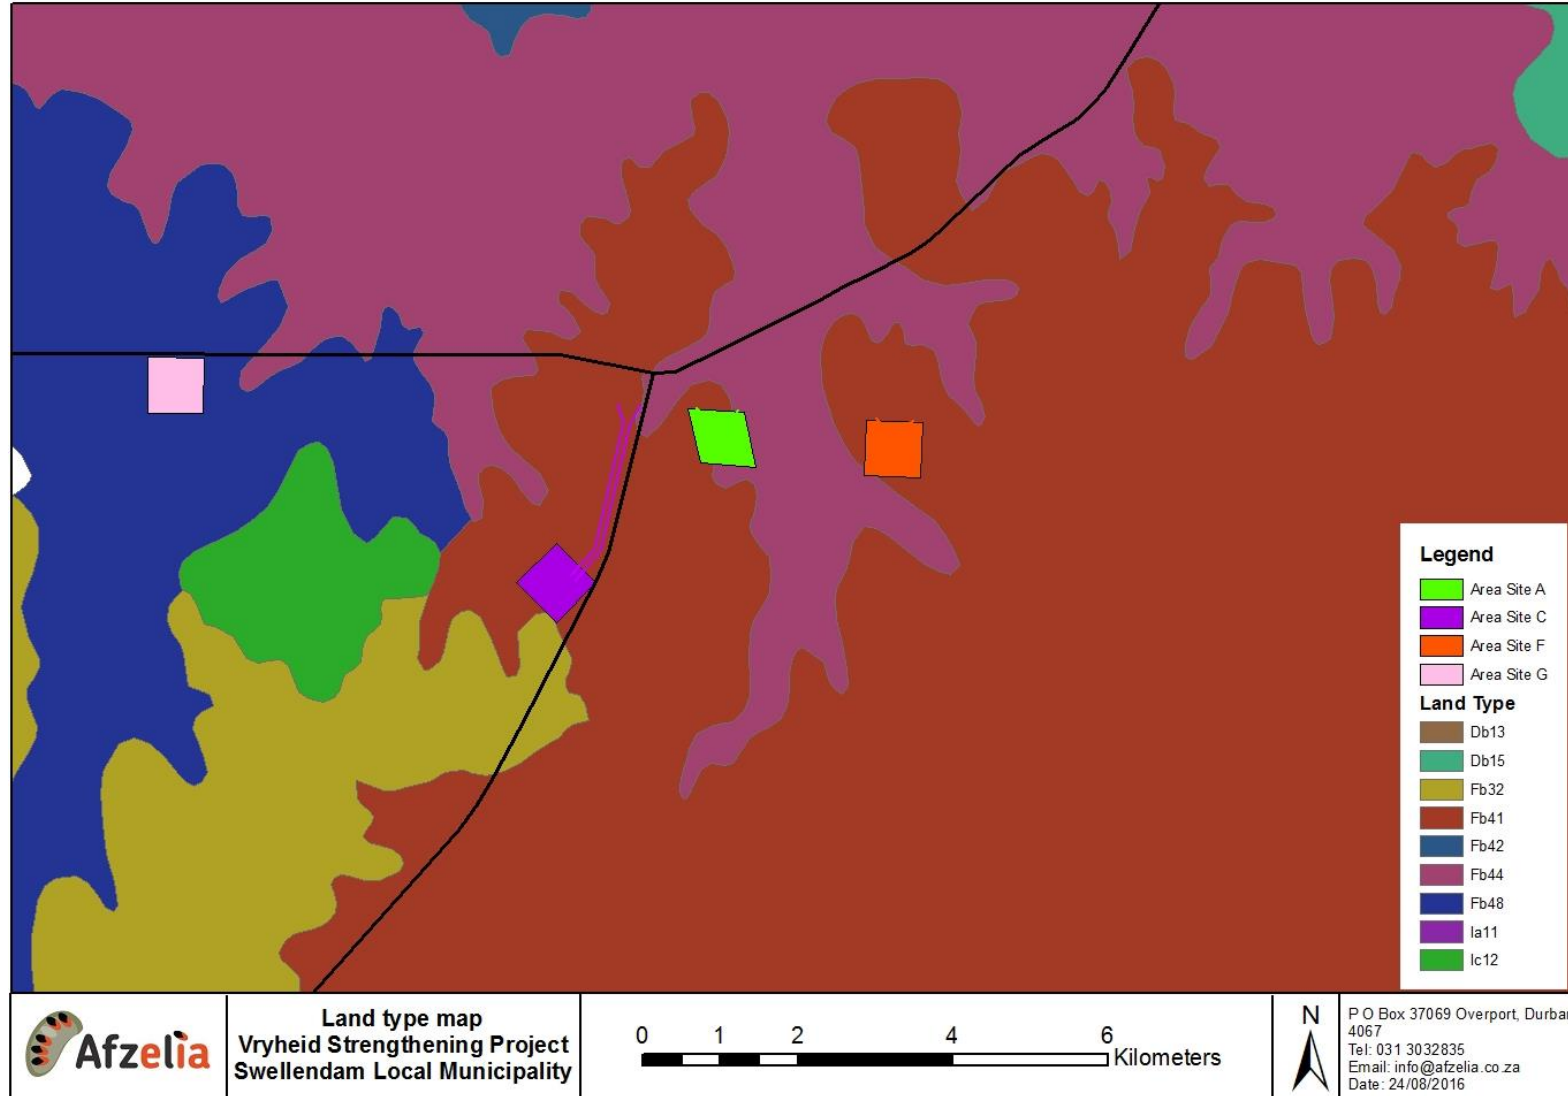 Legend
Area Site A
Area Site C
Area Site F
Area Site G
Land Type
Db13
Db15
Fb32
Fb41
Fb42
Fb44
Fb48
Ia11
Ic12
Afzelia
Land type map
Vryheid Strengthening Project
Swellendam Local Municipality
0 1 2 4 6
Kilometers
N
P O Box 37069 Overport, Durba
4067
Tel: 031 3032835
Email: info@afzelia.co.za
Date: 24/08/2016